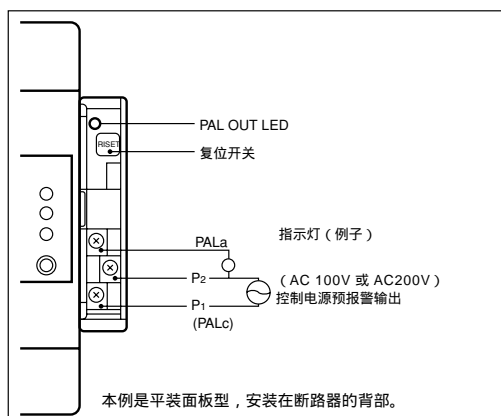 PAL OUT LED
RISET
复位开关
PALa
指示灯（例子）
P2
（AC 100V 或 AC200V）
控制电源预报警输出
P1
(PALc)
本例是平装面板型，安装在断路器的背部。